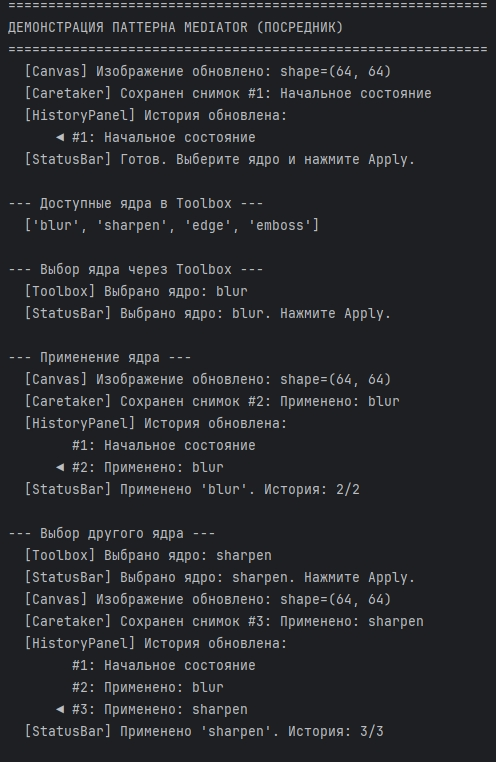 ============================================================
ДЕМОНСТРАЦИЯ ПАТТЕРНА MEDIATOR (ПОСРЕДНИК)
============================================================
[Canvas] Изображение обновлено: shape=(64, 64)
[Caretaker] Сохранен снимок #1: Начальное состояние
[HistoryPanel] История обновлена:
◄ #1: Начальное состояние
[StatusBar] Готов. Выберите ядро и нажмите Apply.
--- Доступные ядра в Toolbox ---
['blur', 'sharpen', 'edge', 'emboss']
--- Выбор ядра через Toolbox ---
[Toolbox] Выбрано ядро: blur
[StatusBar] Выбрано ядро: blur. Нажмите Apply.
--- Применение ядра ---
[Canvas] Изображение обновлено: shape=(64, 64)
[Caretaker] Сохранен снимок #2: Применено: blur
[HistoryPanel] История обновлена:
#1: Начальное состояние
◄ #2: Применено: blur
[StatusBar] Применено 'blur'. История: 2/2
--- Выбор другого ядра ---
[Toolbox] Выбрано ядро: sharpen
[StatusBar] Выбрано ядро: sharpen. Нажмите Apply.
[Canvas] Изображение обновлено: shape=(64, 64)
[Caretaker] Сохранен снимок #3: Применено: sharpen
[HistoryPanel] История обновлена:
#1: Начальное состояние
#2: Применено: blur
◄ #3: Применено: sharpen
[StatusBar] Применено 'sharpen'. История: 3/3